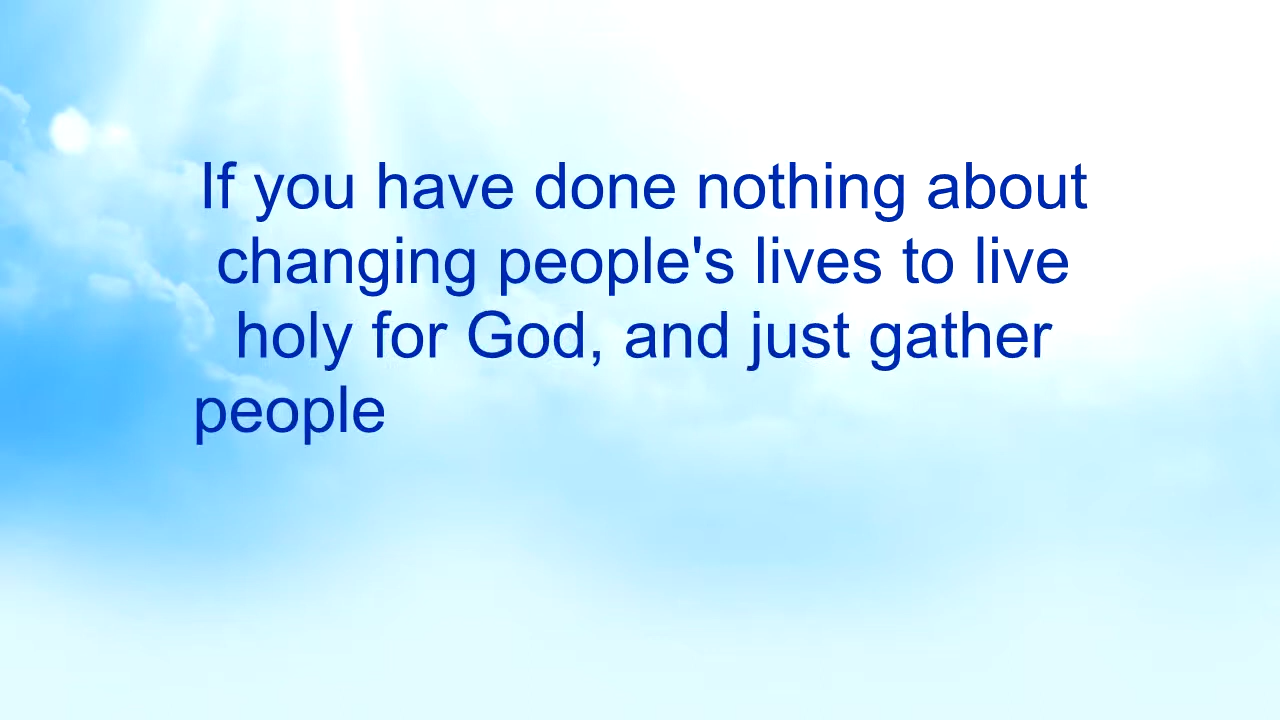 If you have done nothing about
changing people's lives to live
holy for God, and just gather
people